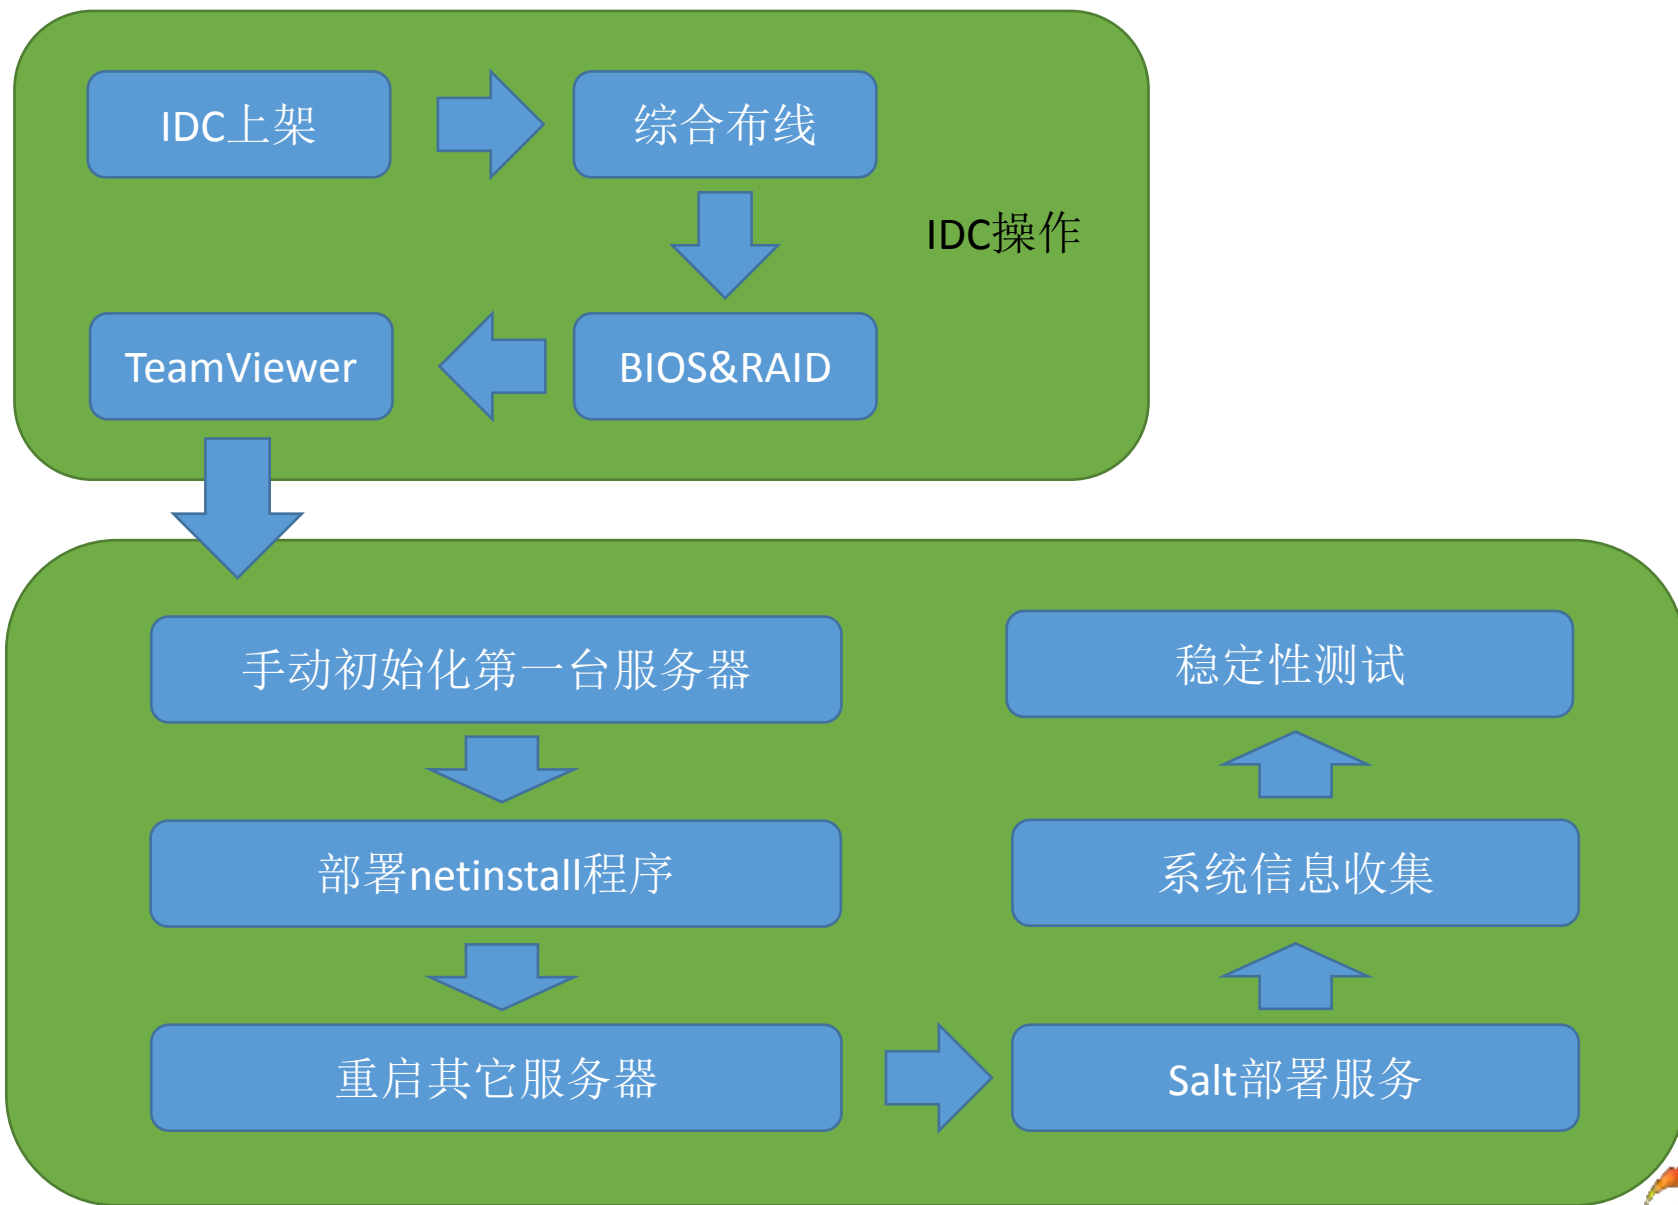 IDC上架
综合布线
IDC操作
TeamViewer
BIOS&RAID
手动初始化第一台服务器
稳定性测试
部署netinstall程序
系统信息收集
重启其它服务器
Salt部署服务